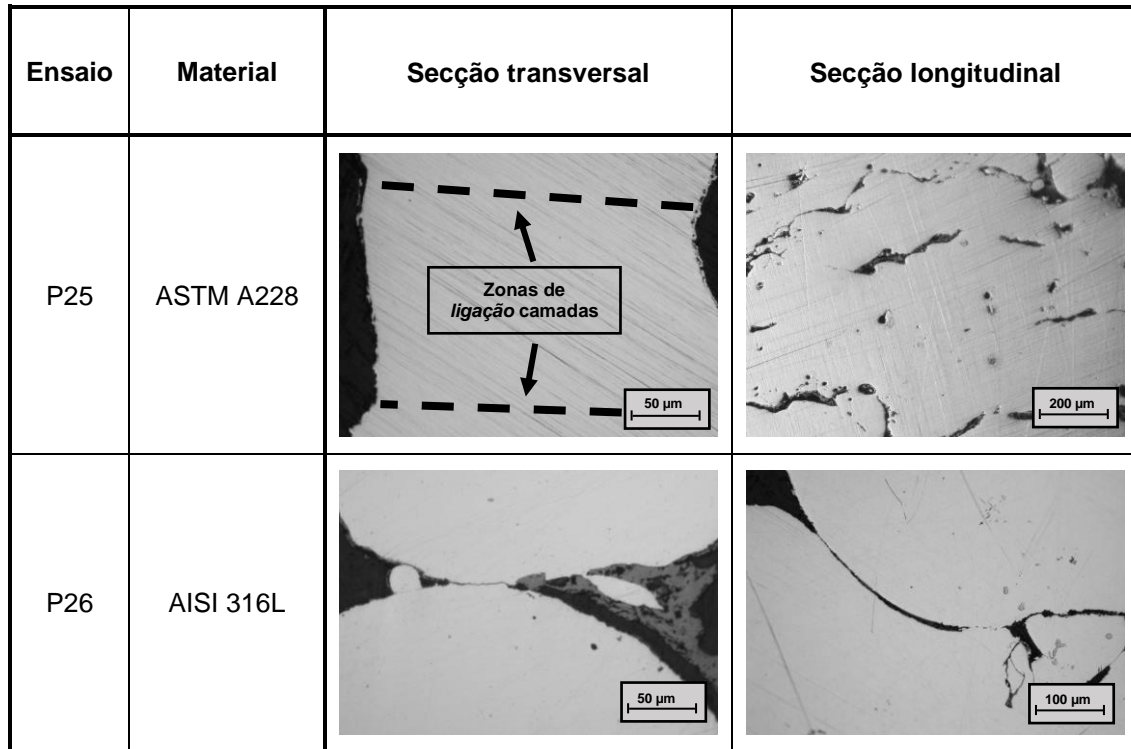 Ensaio
Material
Secção transversal
Secção longitudinal
P25
ASTM A228
Zonas de
ligação camadas
50 µm
200 µm
P26
AISI 316L
50 µm
100 µm